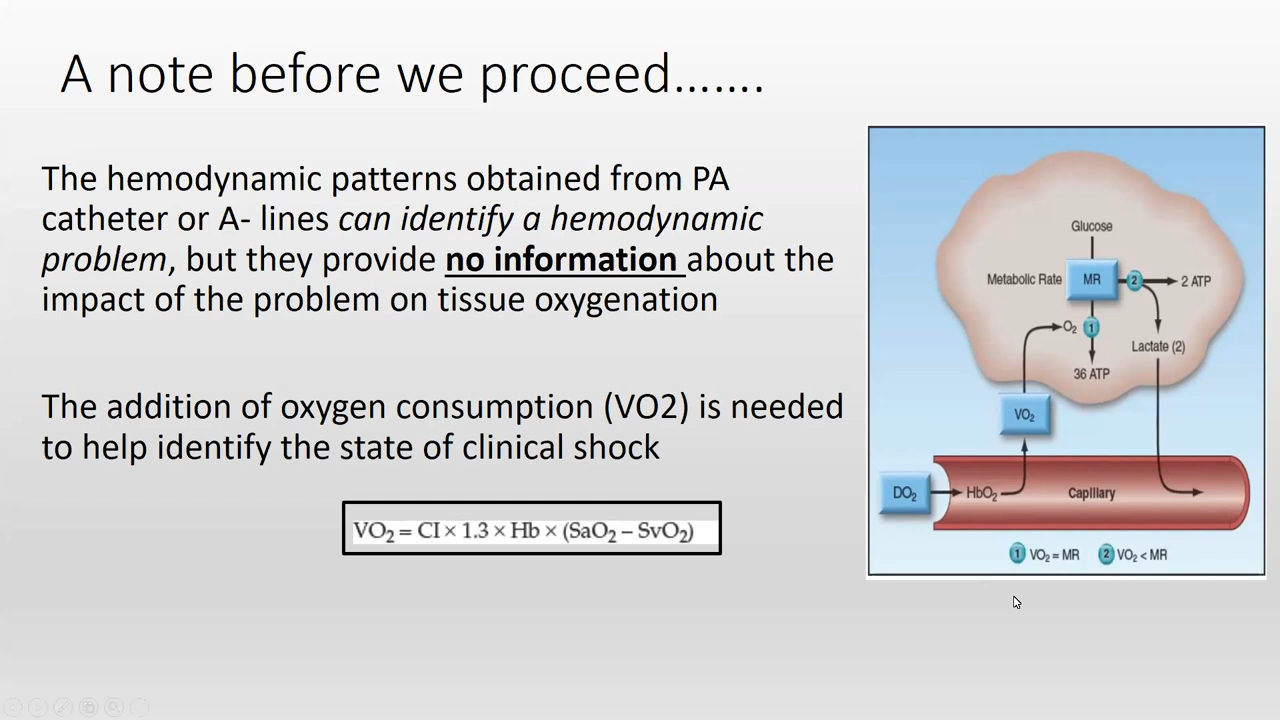 A note before we proceed…….
The hemodynamic patterns obtained from PA
catheter or A- lines can identify a hemodynamic
problem, but they provide no information about the
impact of the problem on tissue oxygenation
The addition of oxygen consumption (VO2) is needed
to help identify the state of clinical shock
VO₂ = CI × 1.3 × Hb × (SaO₂ – SvO₂)
Glucose
Metabolic Rate MR 2 2 ATP
O₂ 1
Lactate (2)
36 ATP
VO₂
DO₂ HbO₂ Capillary
1 VO₂ = MR 2 VO₂ < MR